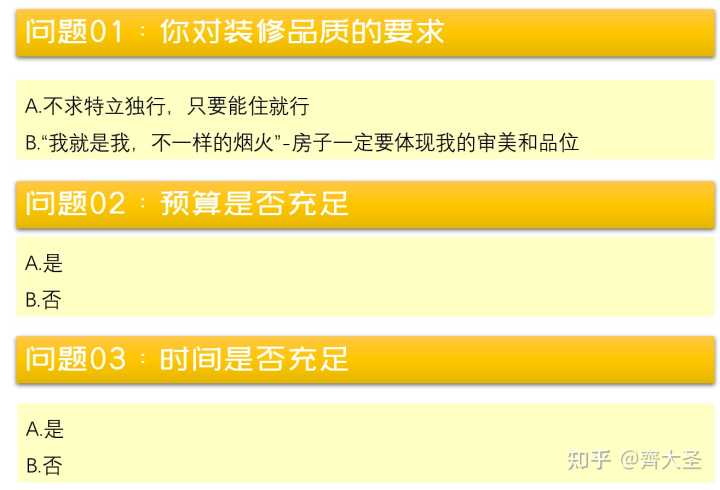 问题01：你对装修品质的要求
A.不求特立独行，只要能住就行
B.“我就是我，不一样的烟火”-房子一定要体现我的审美和品位
问题02：预算是否充足
A.是
B.否
问题03：时间是否充足
A.是
B.否
知乎 @齊大圣